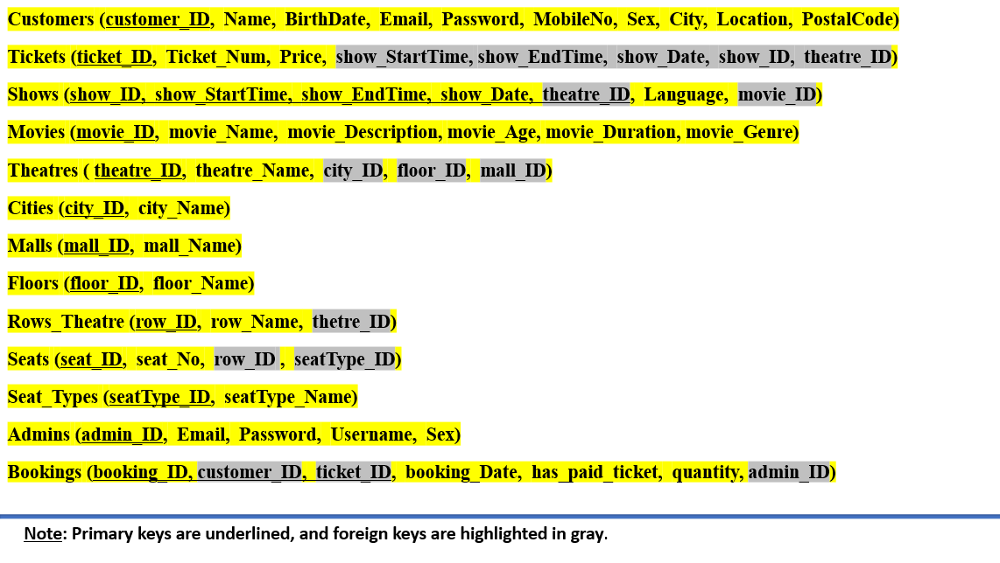 Customers (customer_ID, Name, BirthDate, Email, Password, MobileNo, Sex, City, Location, PostalCode)
Tickets (ticket_ID, Ticket_Num, Price, show_StartTime, show_EndTime, show_Date, show_ID, theatre_ID)
Shows (show_ID, show_StartTime, show_EndTime, show_Date, theatre_ID, Language, movie_ID)
Movies (movie_ID, movie_Name, movie_Description, movie_Age, movie_Duration, movie_Genre)
Theatres ( theatre_ID, theatre_Name, city_ID, floor_ID, mall_ID)
Cities (city_ID, city_Name)
Malls (mall_ID, mall_Name)
Floors (floor_ID, floor_Name)
Rows_Theatre (row_ID, row_Name, thetre_ID)
Seats (seat_ID, seat_No, row_ID , seatType_ID)
Seat_Types (seatType_ID, seatType_Name)
Admins (admin_ID, Email, Password, Username, Sex)
Bookings (booking_ID, customer_ID, ticket_ID, booking_Date, has_paid_ticket, quantity, admin_ID)
Note: Primary keys are underlined, and foreign keys are highlighted in gray.